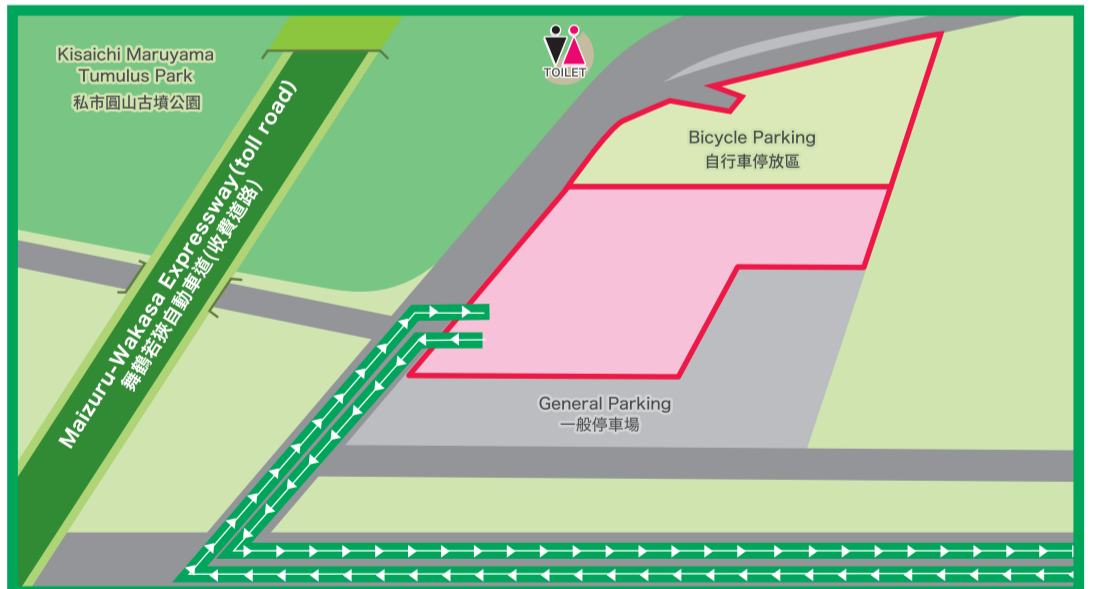 Kisaichi Maruyama
Tumulus Park
私市圓山古墳公園
TOILET
Maizuru-Wakasa Expressway(toll road)
舞鶴若狹自動車道(收費道路)
Bicycle Parking
自行車停放區
General Parking
一般停車場